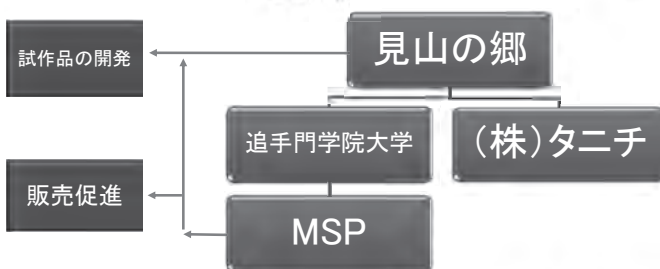 試作品の開発
見山の郷
追手門学院大学
(株)タニチ
販売促進
MSP